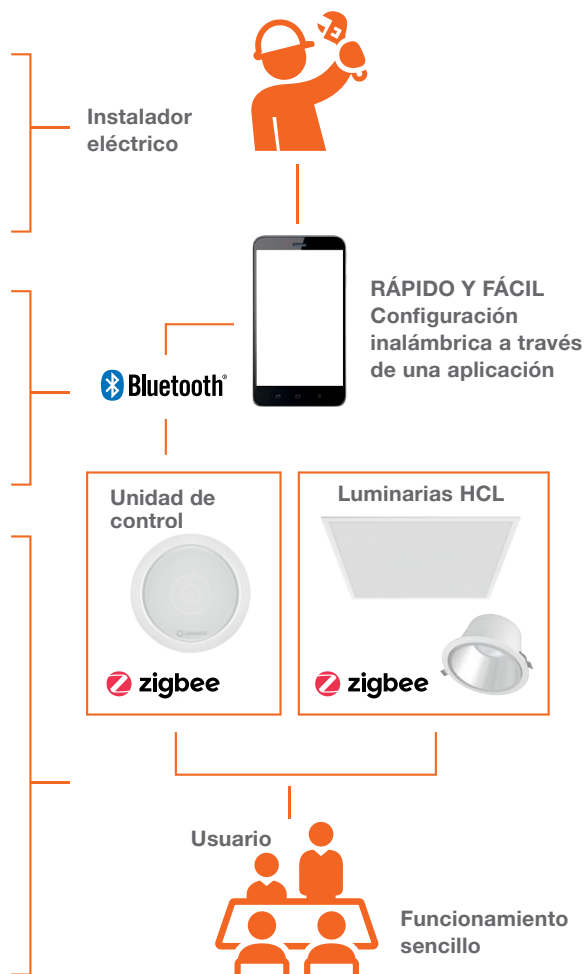 Instalador
eléctrico
RÁPIDO Y FÁCIL
Configuración
inalámbrica a través
de una aplicación
Bluetooth®
Unidad de
control
zigbee
Luminarias HCL
zigbee
Usuario
Funcionamiento
sencillo